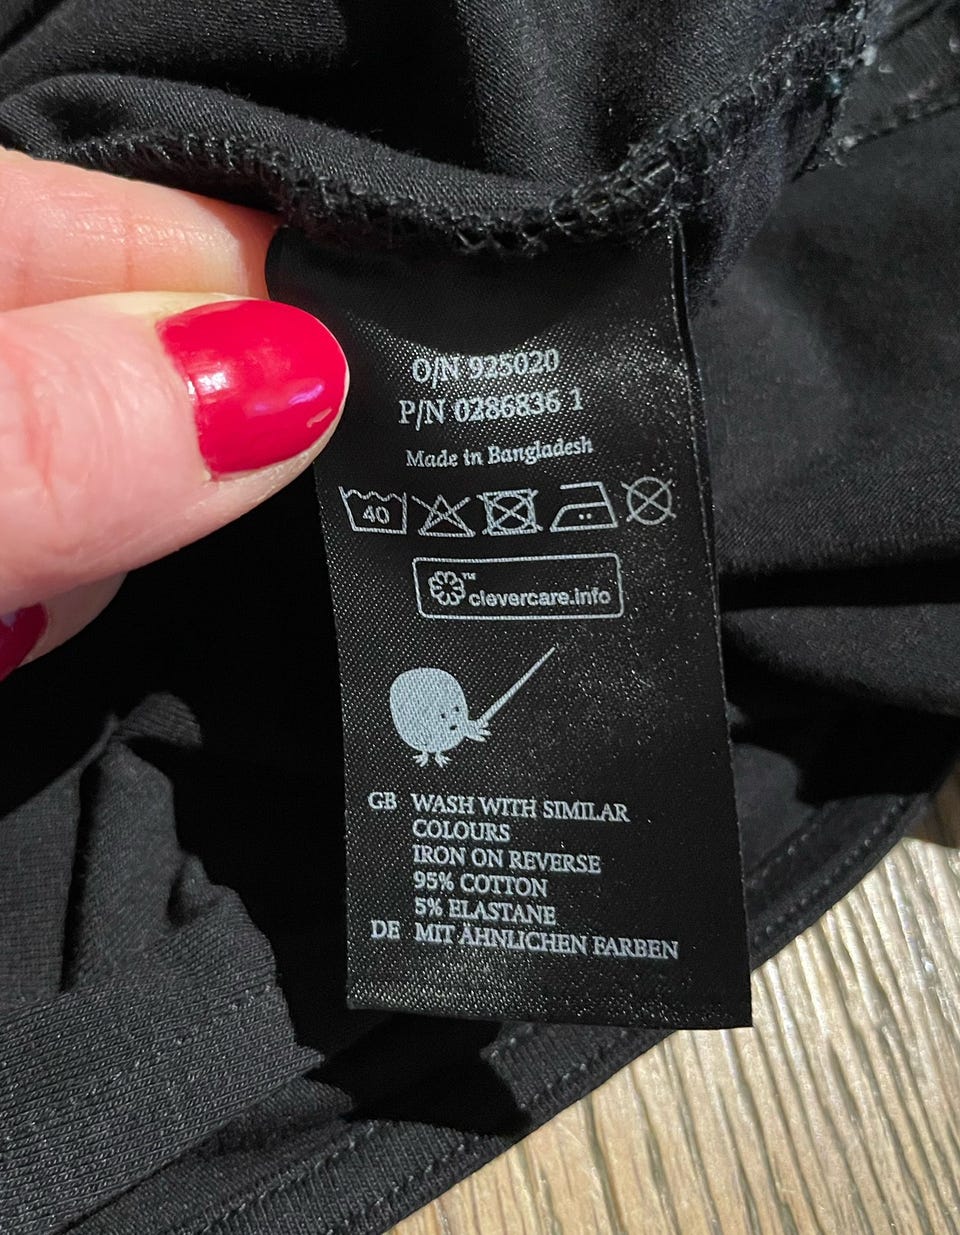 O/N 925020
P/N 0286836 1
Made in Bangladesh
40
™ clevercare.info
GB WASH WITH SIMILAR
COLOURS
IRON ON REVERSE
95% COTTON
5% ELASTANE
DE MIT ÄHNLICHEN FARBEN